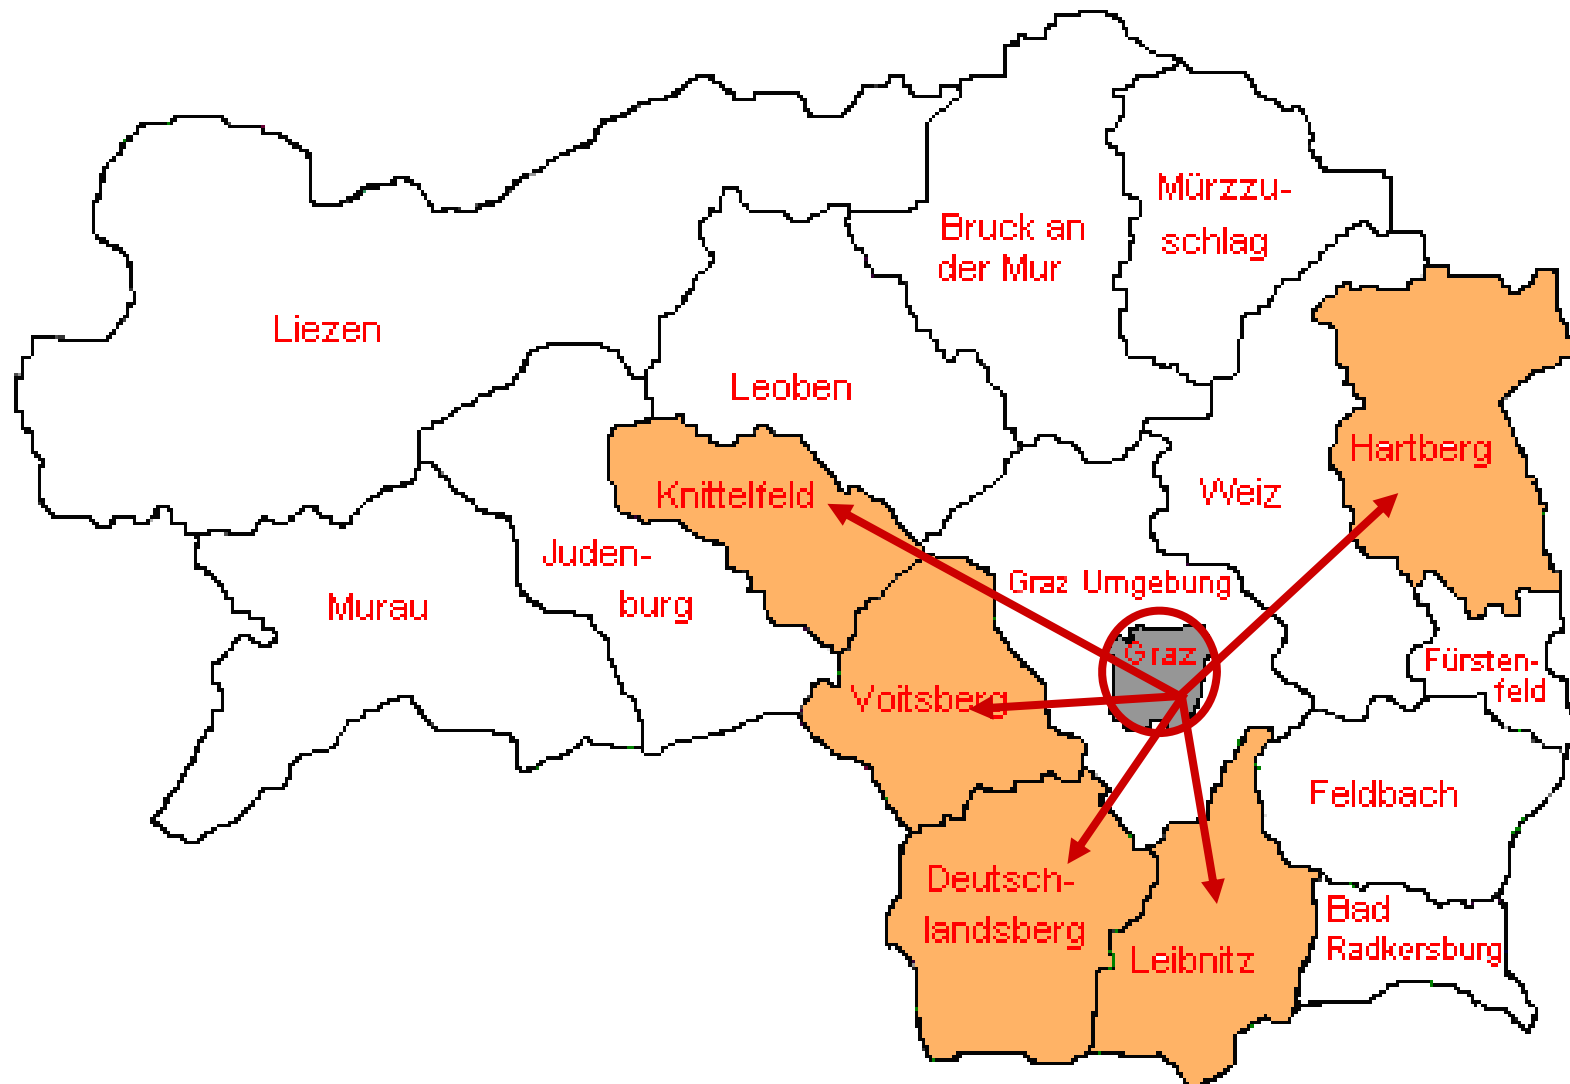 Mürzzu-
schlag
Bruck an
der Mur
Liezen
Leoben
Hartberg
Weiz
Knittelfeld
Juden-
burg
Graz Umgebung
Murau
Graz
Fürsten-
feld
Voitsberg
Feldbach
Deutsch-
landsberg
Bad
Radkersburg
Leibnitz